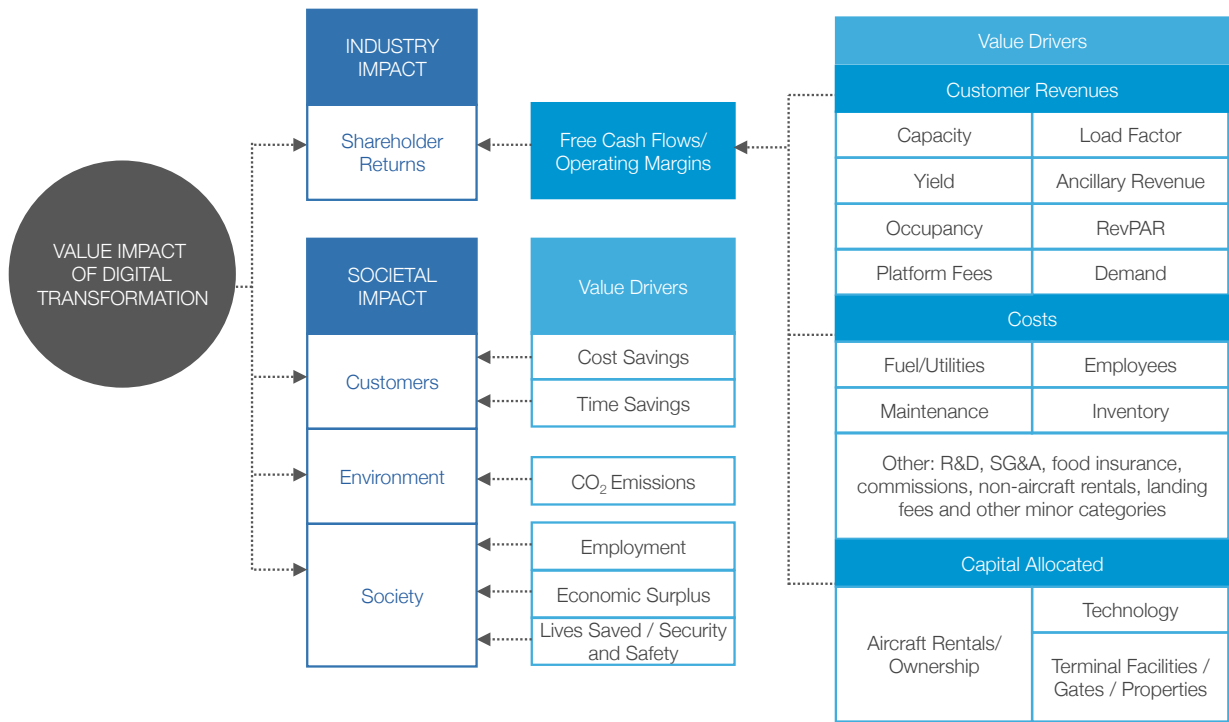 VALUE IMPACT
OF DIGITAL
TRANSFORMATION
INDUSTRY
IMPACT
Shareholder
Returns
Free Cash Flows/
Operating Margins
SOCIETAL
IMPACT
Customers
Environment
Society
Value Drivers
Cost Savings
Time Savings
CO₂ Emissions
Employment
Economic Surplus
Lives Saved / Security
and Safety
Value Drivers
Customer Revenues
Capacity
Load Factor
Yield
Ancillary Revenue
Occupancy
RevPAR
Platform Fees
Demand
Costs
Fuel/Utilities
Employees
Maintenance
Inventory
Other: R&D, SG&A, food insurance,
commissions, non-aircraft rentals, landing
fees and other minor categories
Capital Allocated
Aircraft Rentals/
Ownership
Technology
Terminal Facilities /
Gates / Properties